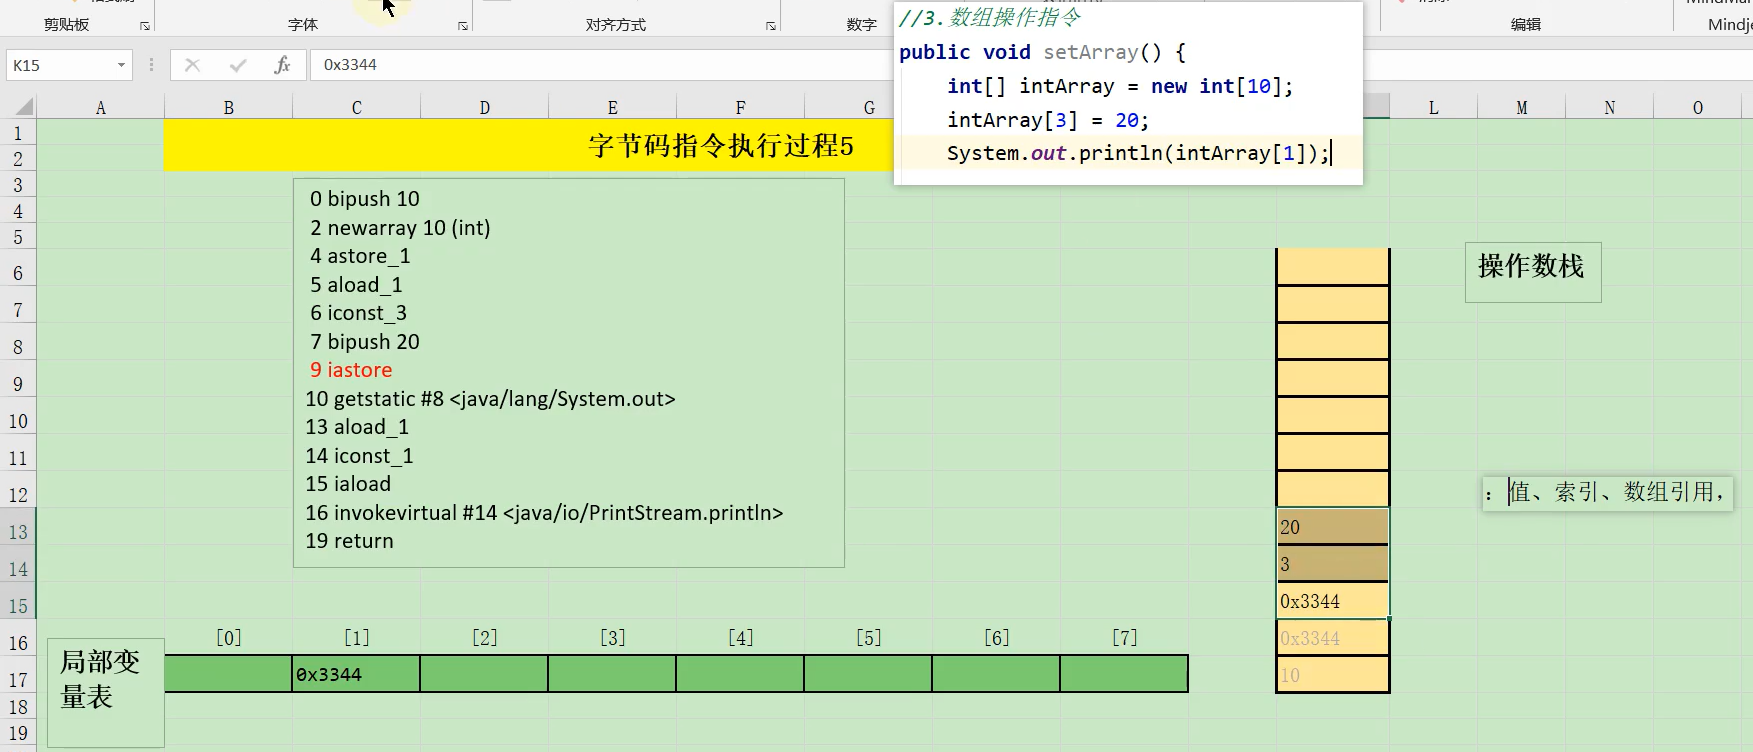 剪贴板
字体
对齐方式
数字
编辑
K15
fx
0x3344
//3.数组操作指令
public void setArray() {
int[] intArray = new int[10];
intArray[3] = 20;
System.out.println(intArray[1]);
A B C D E F G L M N O
1
2
字节码指令执行过程5
3
4
5
6
7
8
9
10
11
12
13
14
15
16
17
18
19
0 bipush 10
2 newarray 10 (int)
4 astore_1
5 aload_1
6 iconst_3
7 bipush 20
9 iastore
10 getstatic #8 <java/lang/System.out>
13 aload_1
14 iconst_1
15 iaload
16 invokevirtual #14 <java/io/PrintStream.println>
19 return
操作数栈
：值、索引、数组引用，
20
3
0x3344
0x3344
10
[0] [1] [2] [3] [4] [5] [6] [7]
局部变
量表
0x3344